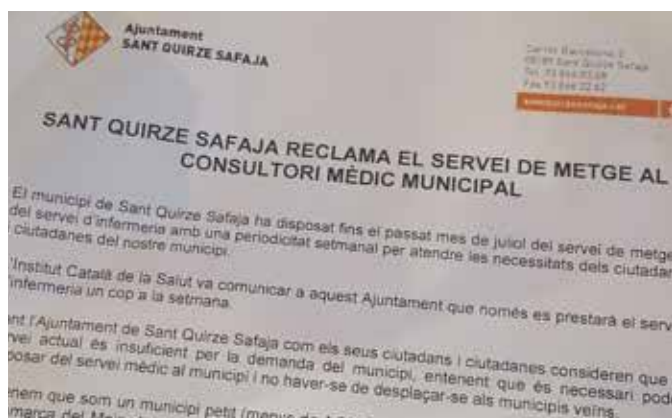 Ajuntament
SANT QUIRZE SAFAJA
SANT QUIRZE SAFAJA RECLAMA EL SERVEI DE METGE AL
CONSULTORI MÈDIC MUNICIPAL
El municipi de Sant Quirze Safaja ha disposat fins el passat mes de juliol del servei de metge
del servei d'infermeria amb una periodicitat setmanal per atendre les necessitats dels ciutadan
ciutadanes del nostre municipi.
'Institut Català de la Salut va comunicar a aquest Ajuntament que només es prestarà el serv
infermeria un cop a la setmana.
nt l'Ajuntament de Sant Quirze Safaja com els seus ciutadans i ciutadanes consideren que
rvei actual és insuficient per la demanda del municipi, entenent que és necessari pod
posar del servei mèdic al municipi i no haver-se de desplaçar-se als municipis veïns.
nem que som un municipi petit